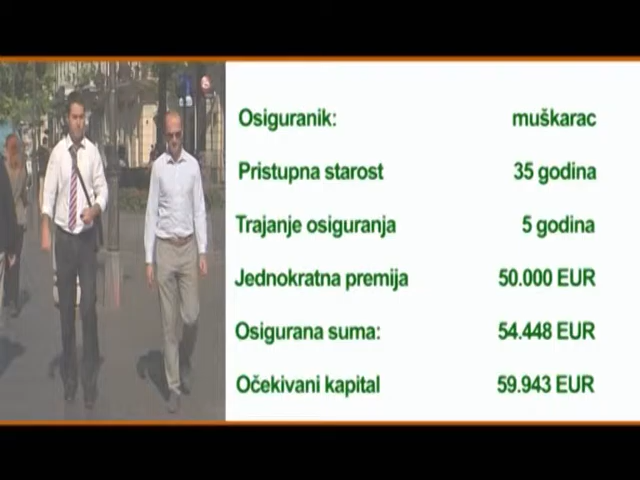 Osiguranik: muškarac
Pristupna starost 35 godina
Trajanje osiguranja 5 godina
Jednokratna premija 50.000 EUR
Osigurana suma: 54.448 EUR
Očekivani kapital 59.943 EUR